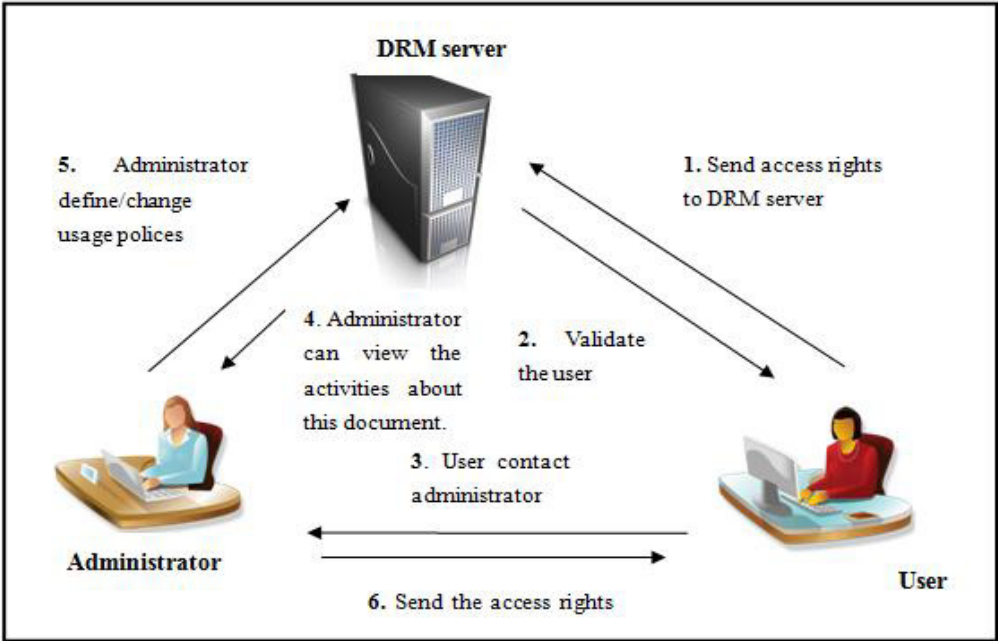 DRM server
5. Administrator
define/change
usage polices
1. Send access rights
to DRM server
4. Administrator
can view the
activities about
this document.
2. Validate
the user
3. User contact
administrator
Administrator
User
6. Send the access rights